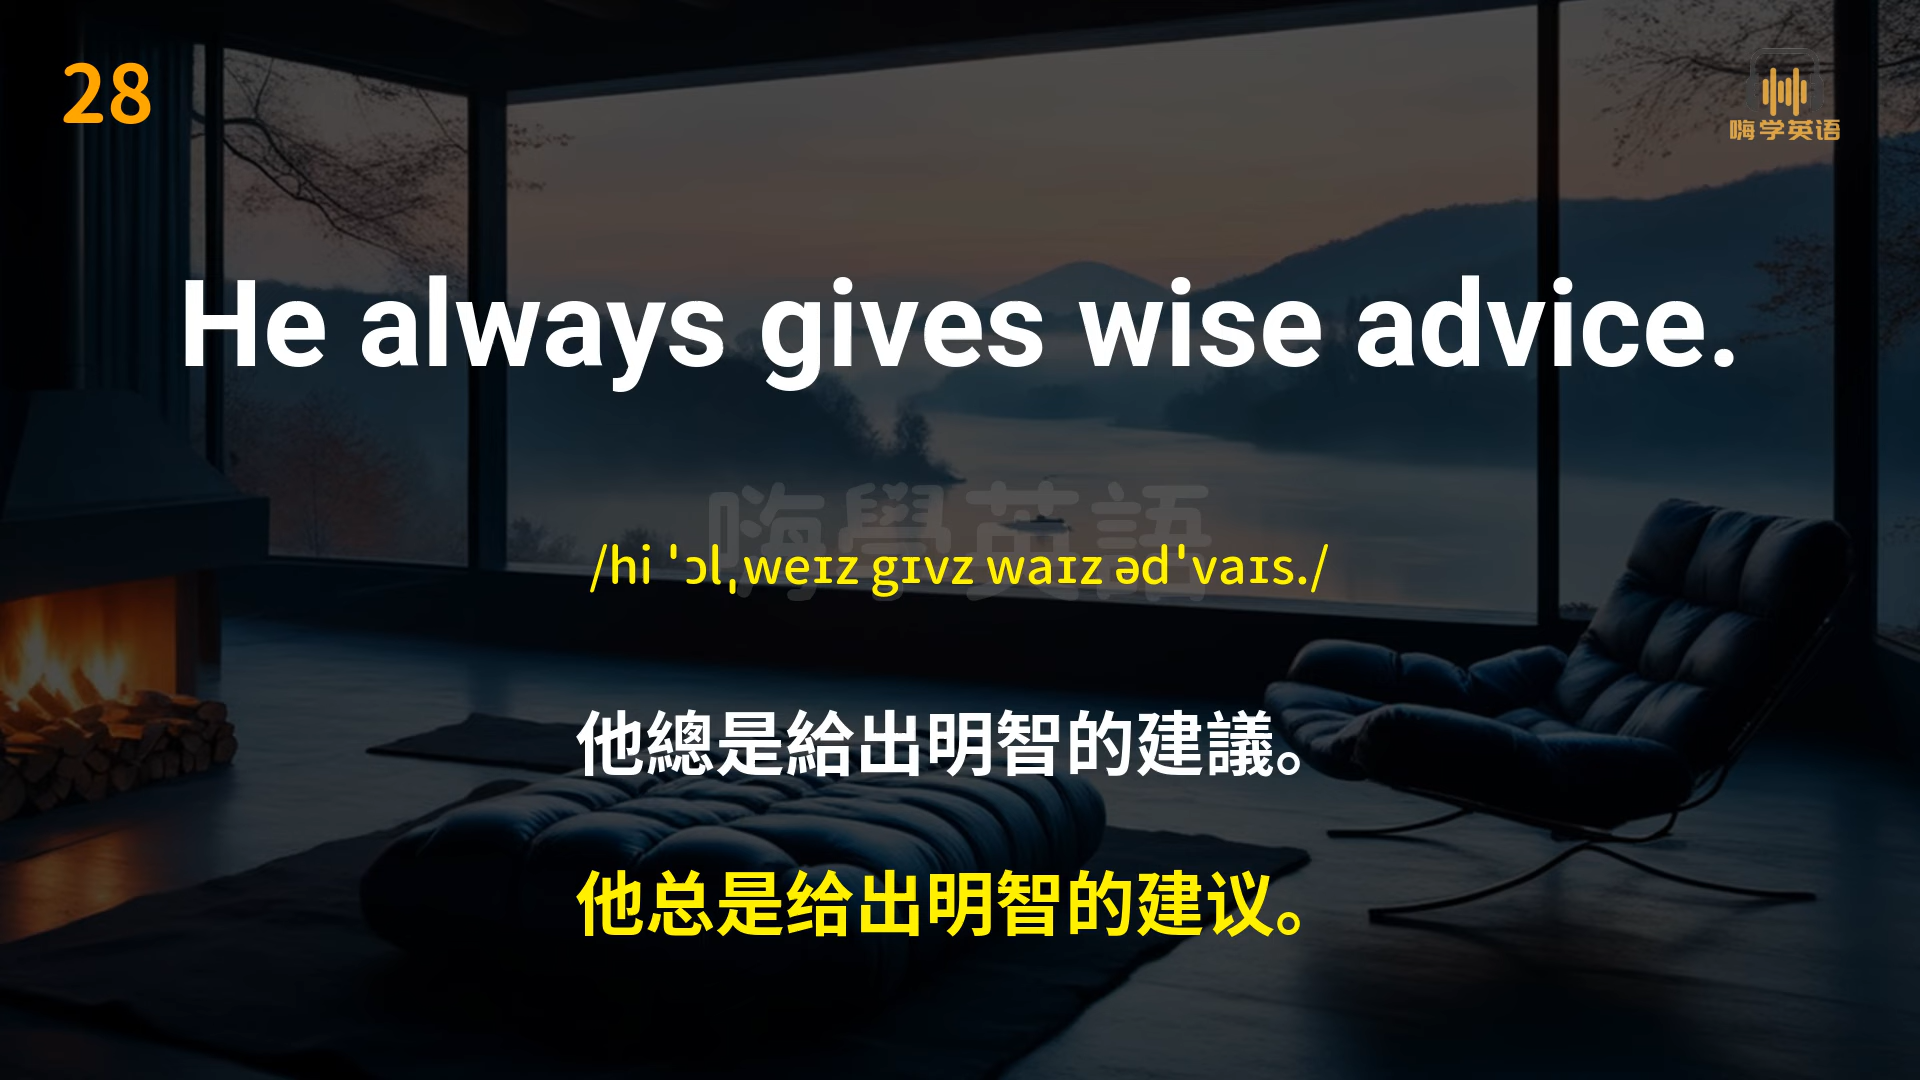 28
嗨学英语
He always gives wise advice.
嗨學英語
/hi ˈɔlˌweɪz gɪvz waɪz ədˈvaɪs./
他總是給出明智的建議。
他总是给出明智的建议。